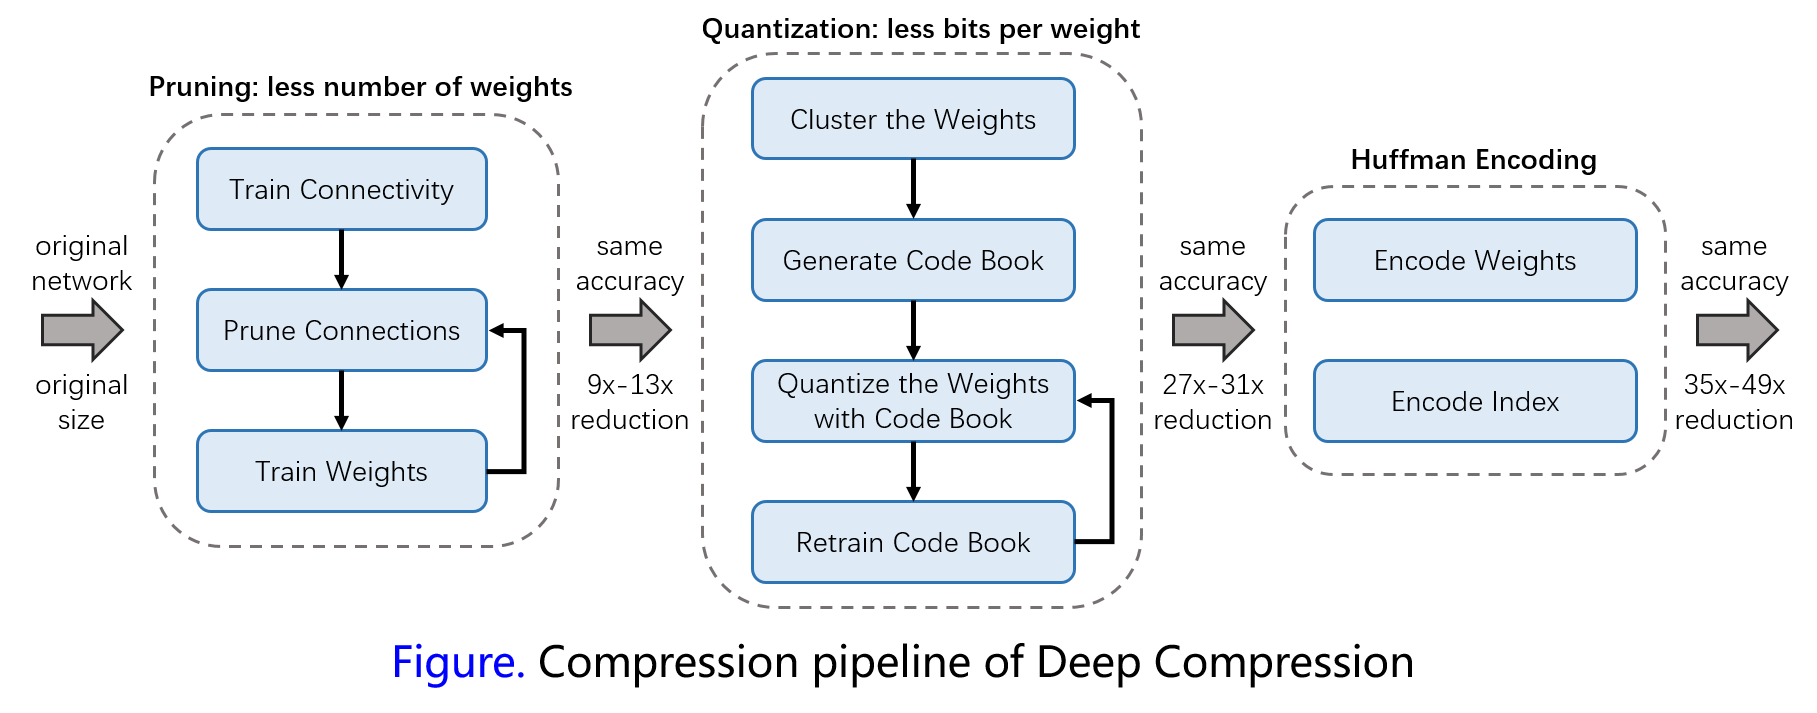 original
network
original
size
Pruning: less number of weights
Train Connectivity
Prune Connections
Train Weights
same
accuracy
9x-13x
reduction
Quantization: less bits per weight
Cluster the Weights
Generate Code Book
Quantize the Weights
with Code Book
Retrain Code Book
same
accuracy
27x-31x
reduction
Huffman Encoding
Encode Weights
Encode Index
same
accuracy
35x-49x
reduction
Figure. Compression pipeline of Deep Compression